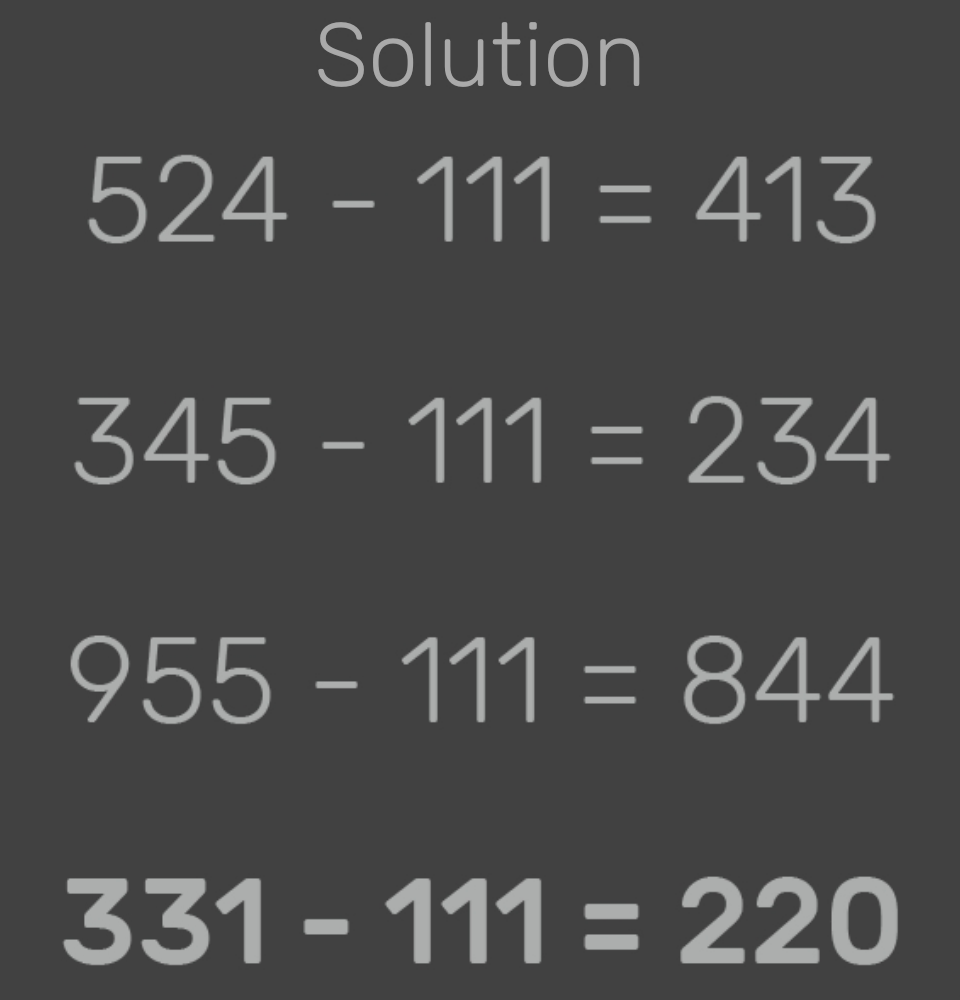 Solution
524 - 111 = 413
345 - 111 = 234
955 - 111 = 844
331 - 111 = 220